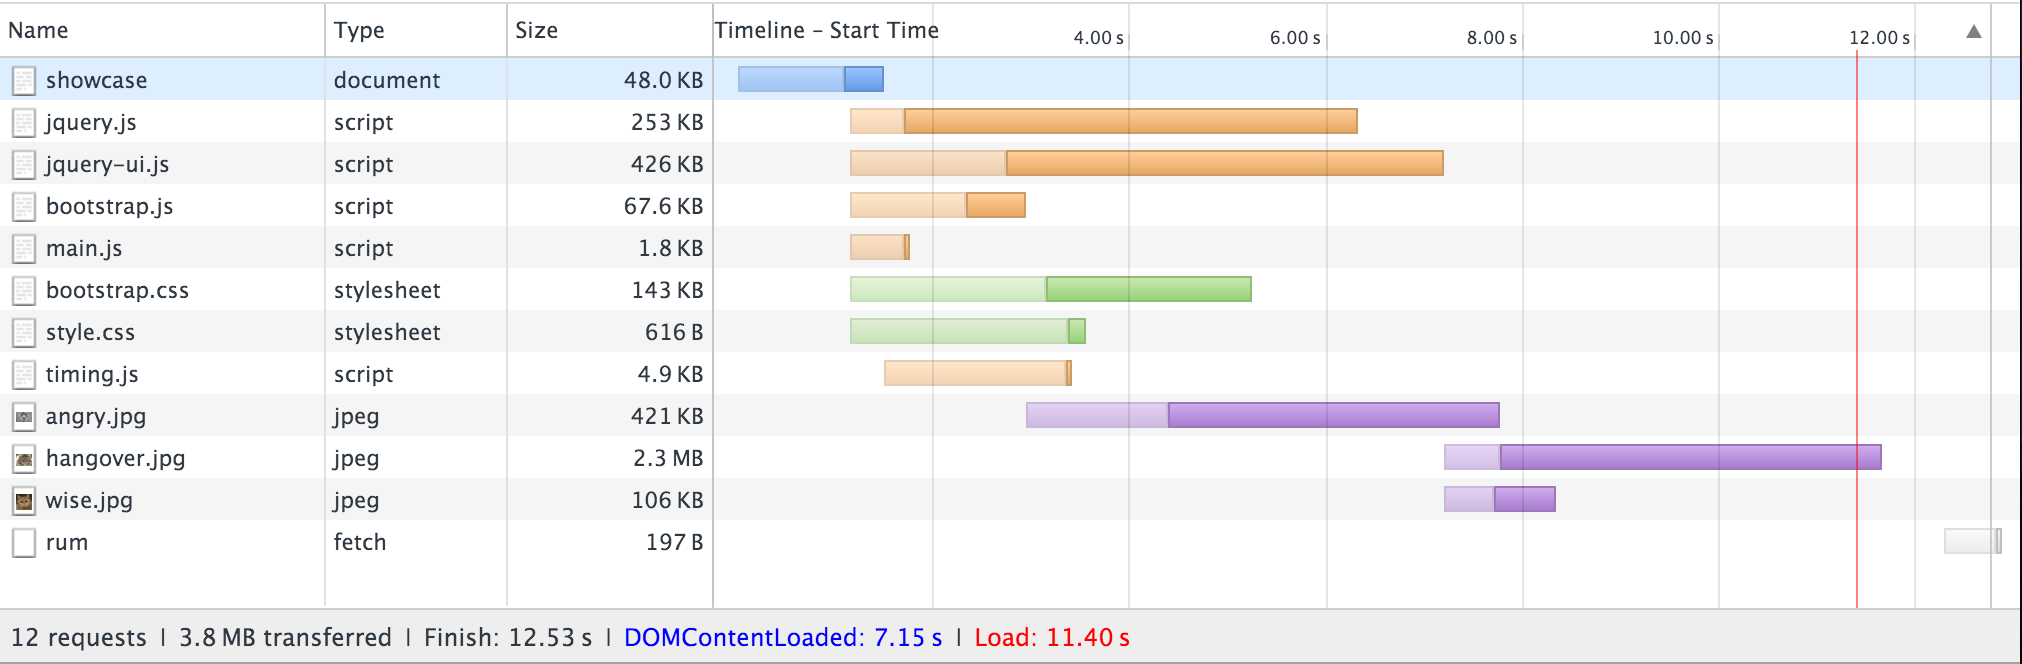 Name Type Size Timeline – Start Time 4.00 s 6.00 s 8.00 s 10.00 s 12.00 s
showcase document 48.0 KB
jquery.js script 253 KB
jquery-ui.js script 426 KB
bootstrap.js script 67.6 KB
main.js script 1.8 KB
bootstrap.css stylesheet 143 KB
style.css stylesheet 616 B
timing.js script 4.9 KB
angry.jpg jpeg 421 KB
hangover.jpg jpeg 2.3 MB
wise.jpg jpeg 106 KB
rum fetch 197 B
12 requests | 3.8 MB transferred | Finish: 12.53 s | DOMContentLoaded: 7.15 s | Load: 11.40 s